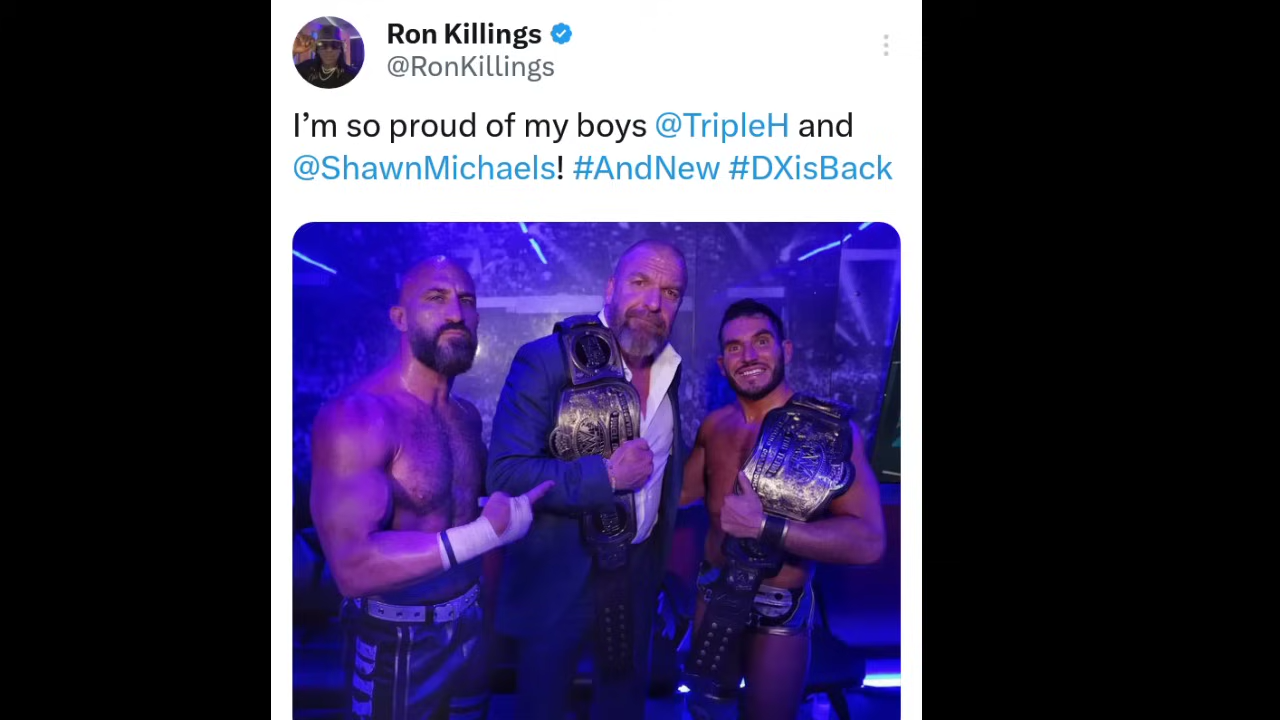 Ron Killings
@RonKillings
I’m so proud of my boys @TripleH and
@ShawnMichaels! #AndNew #DXisBack